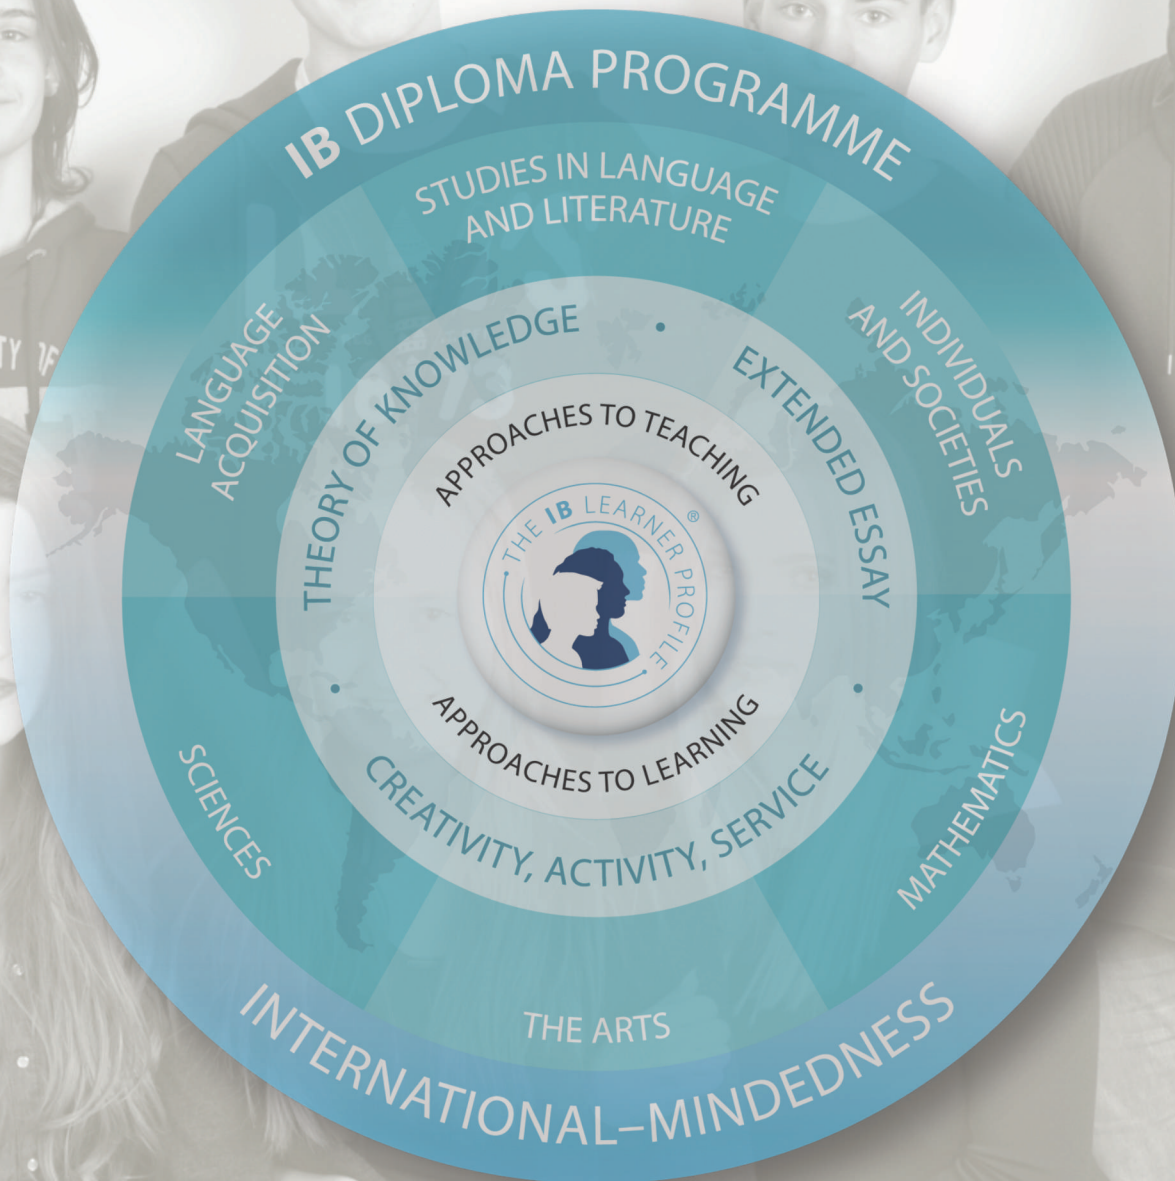 IB DIPLOMA PROGRAMME
STUDIES IN LANGUAGE
AND LITERATURE
LANGUAGE
ACQUISITION
INDIVIDUALS
AND SOCIETIES
THEORY OF KNOWLEDGE
EXTENDED ESSAY
APPROACHES TO TEACHING
THE IB LEARNER PROFILE ®
APPROACHES TO LEARNING
CREATIVITY, ACTIVITY, SERVICE
SCIENCES
MATHEMATICS
THE ARTS
INTERNATIONAL–MINDEDNESS